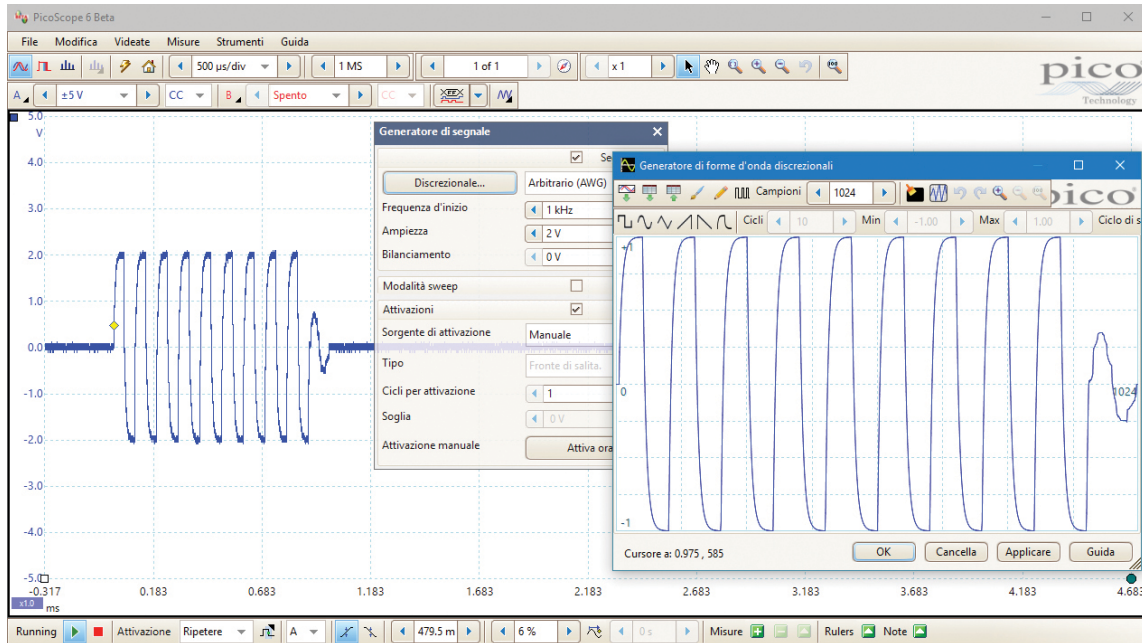 PicoScope 6 Beta
File Modifica Videate Misure Strumenti Guida
500 µs/div 1 MS 1 of 1 x 1
pico
Technology
A ±5 V CC B Spento CC
5.0
V
4.0
3.0
2.0
1.0
0.0
-1.0
-2.0
-3.0
-4.0
-5.0
-0.317 0.183 0.683 1.183 1.683 2.183 2.683 3.183 3.683 4.183 4.683
x1.0 ms
Generatore di segnale
Se
Discrezionale... Arbitrario (AWG)
Frequenza d'inizio 1 kHz
Ampiezza 2 V
Bilanciamento 0 V
Modalità sweep
Attivazioni
Sorgente di attivazione Manuale
Tipo Fronte di salita.
Cicli per attivazione 1
Soglia 0 V
Attivazione manuale Attiva ora
Generatore di forme d'onda discrezionali
Campioni 1024
pico
Cicli 10 Min -1.00 Max 1.00 Ciclo di s
+1
0 1024
-1
Cursore a: 0.975 , 585 OK Cancella Applicare Guida
Running Attivazione Ripetere A 479.5 m 6 % 0 s Misure Rulers Note